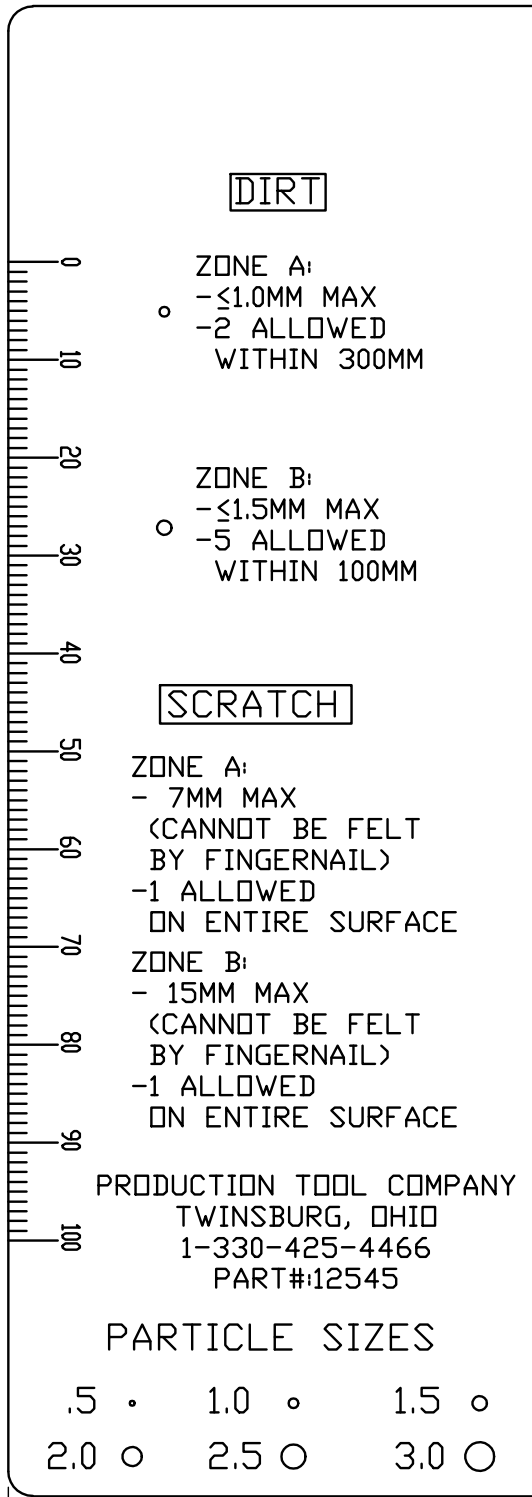 DIRT
0
ZONE A:
-≤1.0MM MAX
-2 ALLOWED
WITHIN 300MM
10
20
ZONE B:
-≤1.5MM MAX
-5 ALLOWED
WITHIN 100MM
30
40
SCRATCH
50
ZONE A:
- 7MM MAX
(CANNOT BE FELT
BY FINGERNAIL)
60
-1 ALLOWED
ON ENTIRE SURFACE
70
ZONE B:
- 15MM MAX
(CANNOT BE FELT
BY FINGERNAIL)
80
-1 ALLOWED
ON ENTIRE SURFACE
90
PRODUCTION TOOL COMPANY
TWINSBURG, OHIO
1-330-425-4466
100
PART#:12545
PARTICLE SIZES
.5 1.0 1.5
2.0 2.5 3.0